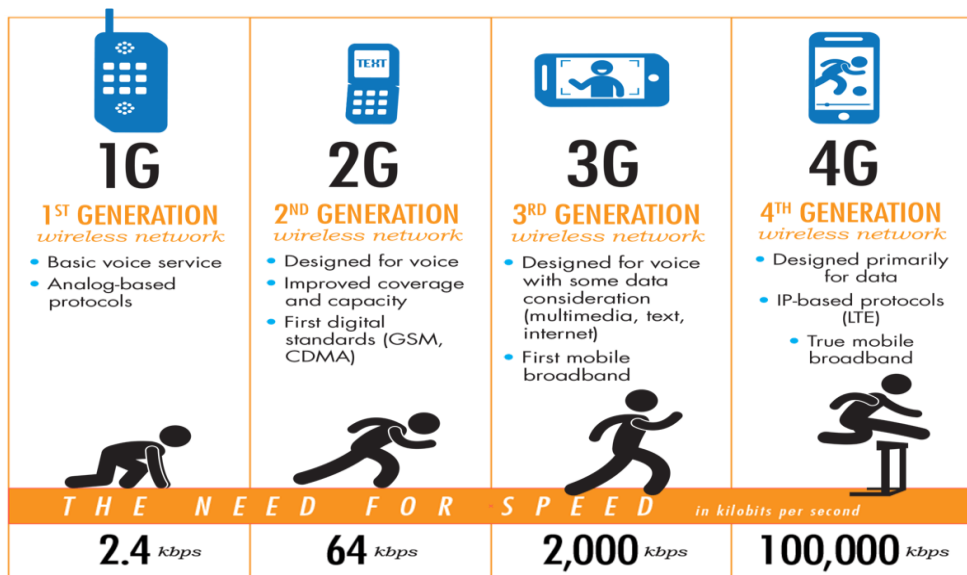 1G
1ST GENERATION
wireless network
• Basic voice service
• Analog-based
protocols
TEXT
2G
2ND GENERATION
wireless network
• Designed for voice
• Improved coverage
and capacity
• First digital
standards (GSM,
CDMA)
3G
3RD GENERATION
wireless network
• Designed for voice
with some data
consideration
(multimedia, text,
internet)
• First mobile
broadband
4G
4TH GENERATION
wireless network
• Designed primarily
for data
• IP-based protocols
(LTE)
• True mobile
broadband
THE NEED FOR SPEED in kilobits per second
2.4 kbps
64 kbps
2,000 kbps
100,000 kbps